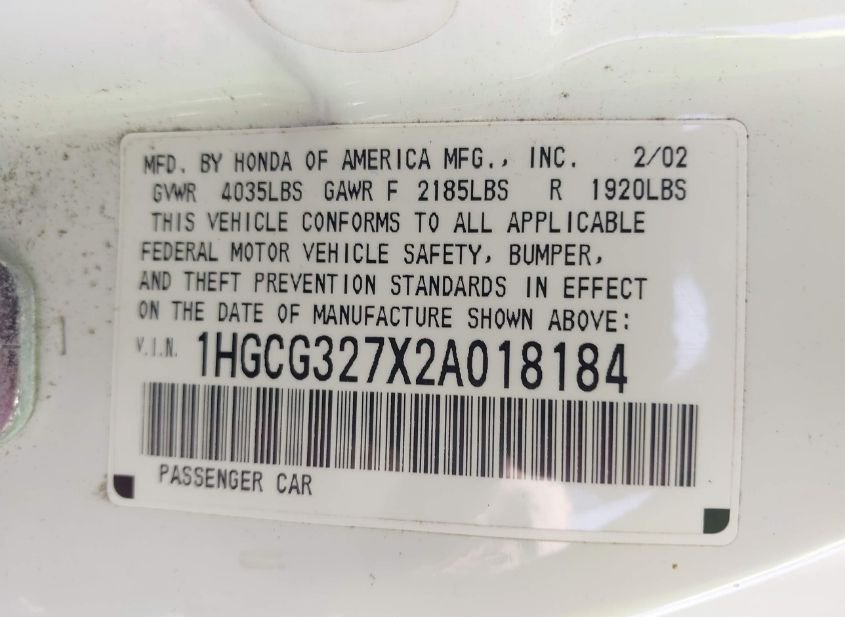 MFD. BY HONDA OF AMERICA MFG., INC. 2/02
GVWR 4035LBS GAWR F 2185LBS R 1920LBS
THIS VEHICLE CONFORMS TO ALL APPLICABLE
FEDERAL MOTOR VEHICLE SAFETY, BUMPER,
AND THEFT PREVENTION STANDARDS IN EFFECT
ON THE DATE OF MANUFACTURE SHOWN ABOVE:
V.I.N. 1HGCG327X2A018184
PASSENGER CAR